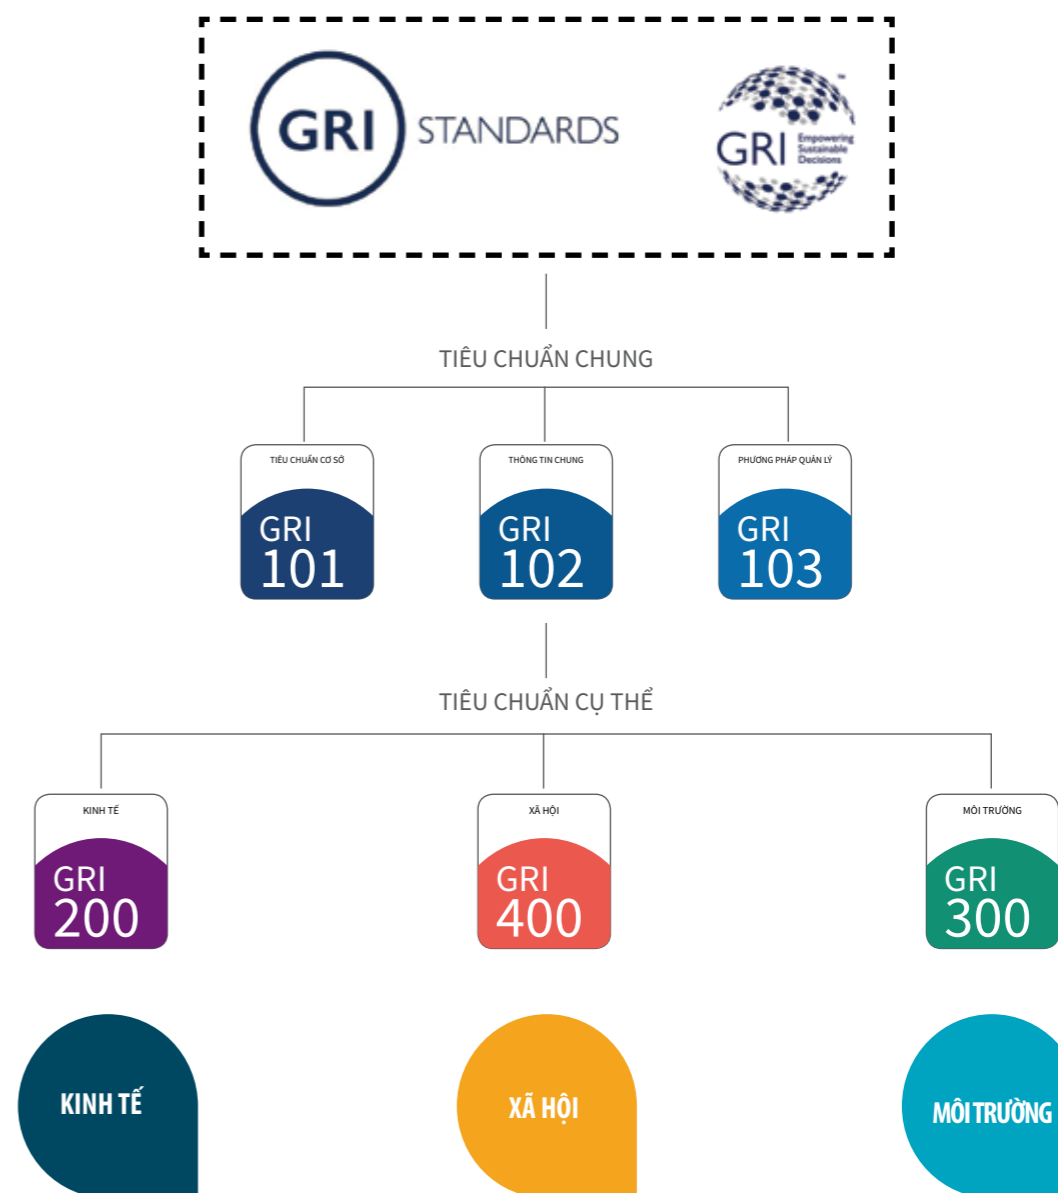 GRI STANDARDS
GRI Empowering
Sustainable
Decisions
TIÊU CHUẨN CHUNG
TIÊU CHUẨN CƠ SỞ
GRI
101
THÔNG TIN CHUNG
GRI
102
PHƯƠNG PHÁP QUẢN LÝ
GRI
103
TIÊU CHUẨN CỤ THỂ
KINH TẾ
GRI
200
XÃ HỘI
GRI
400
MÔI TRƯỜNG
GRI
300
KINH TẾ
XÃ HỘI
MÔI TRƯỜNG